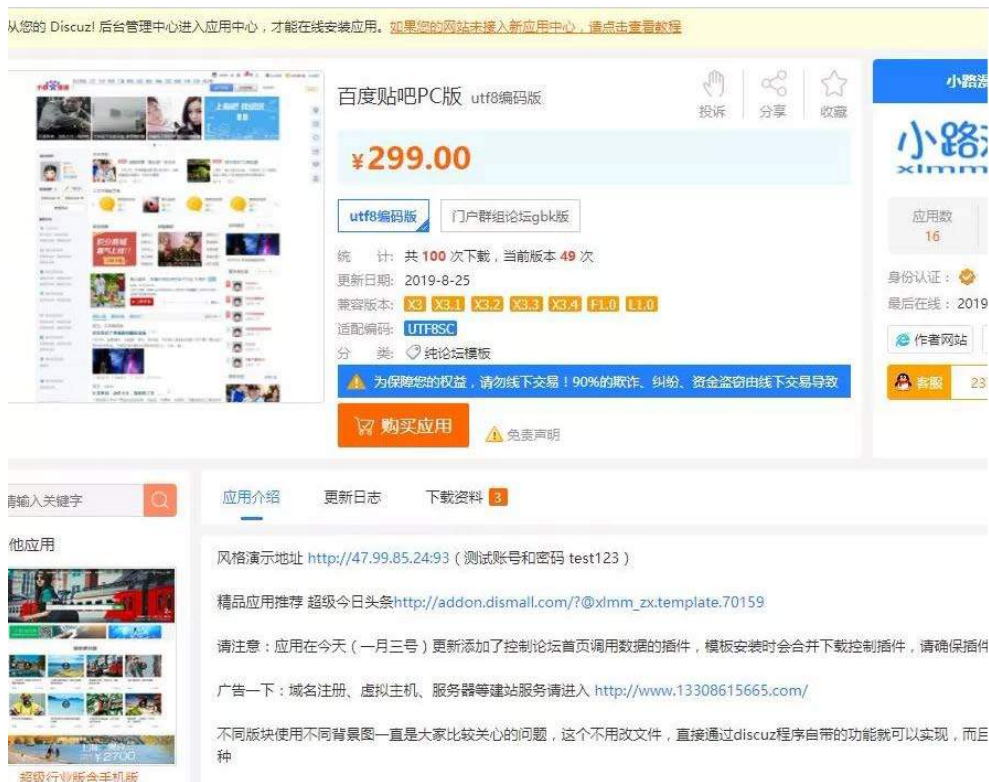 从您的 Discuz! 后台管理中心进入应用中心，才能在线安装应用。如果您的网站未接入新应用中心，请点击查看教程
百度贴吧PC版 utf8编码版
投诉
分享
收藏
¥299.00
utf8编码版
门户群组论坛gbk版
统 计: 共 100 次下载，当前版本 49 次
更新日期: 2019-8-25
兼容版本: X3 X3.1 X3.2 X3.3 X3.4 F1.0 L1.0
适配编码: UTF8SC
分 类: 纯论坛模板
为保障您的权益，请勿线下交易！90%的欺诈、纠纷、资金盗窃由线下交易导致
购买应用
免责声明
小路
小路
ximm
应用数
16
身份认证：
最后在线： 2019
作者网站
客服
23
请输入关键字
他应用
超级行业版含手机版
应用介绍
更新日志
下载资料 3
风格演示地址 http://47.99.85.24:93（测试账号和密码 test123）
精品应用推荐 超级今日头条http://addon.dismall.com/?@xlmm_zx.template.70159
请注意：应用在今天（一月三号）更新添加了控制论坛首页调用数据的插件，模板安装时会合并下载控制插件，请确保插件
广告一下：域名注册、虚拟主机、服务器等建站服务请进入 http://www.13308615665.com/
不同版块使用不同背景图一直是大家比较关心的问题，这个不用改文件，直接通过discuz程序自带的功能就可以实现，而且
种